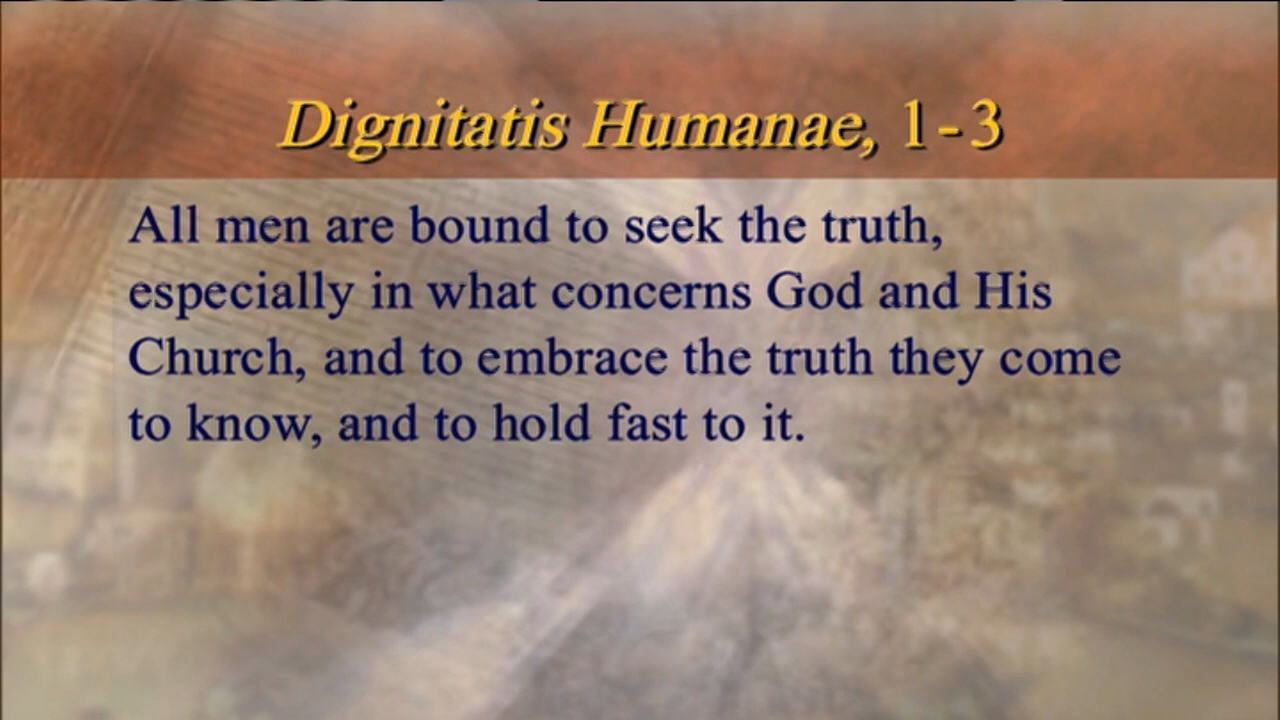 Dignitatis Humanae, 1-3
All men are bound to seek the truth,
especially in what concerns God and His
Church, and to embrace the truth they come
to know, and to hold fast to it.